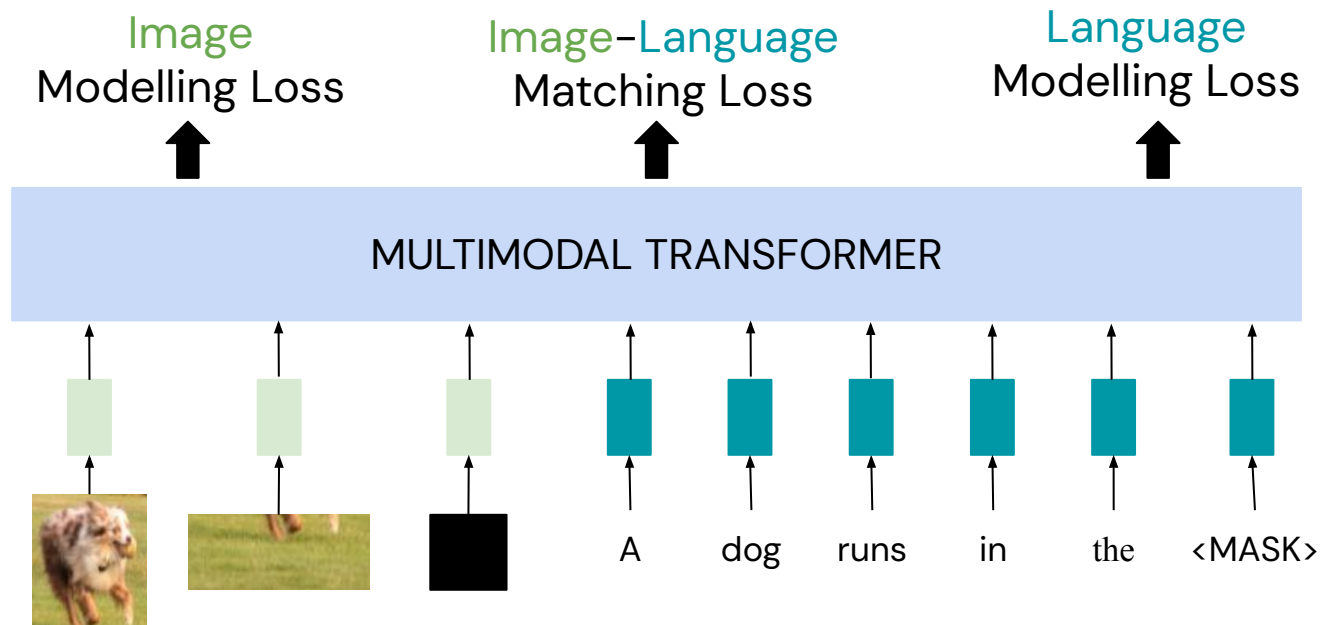 Image
Modelling Loss
Image-Language
Matching Loss
Language
Modelling Loss
MULTIMODAL TRANSFORMER
A dog runs in the <MASK>